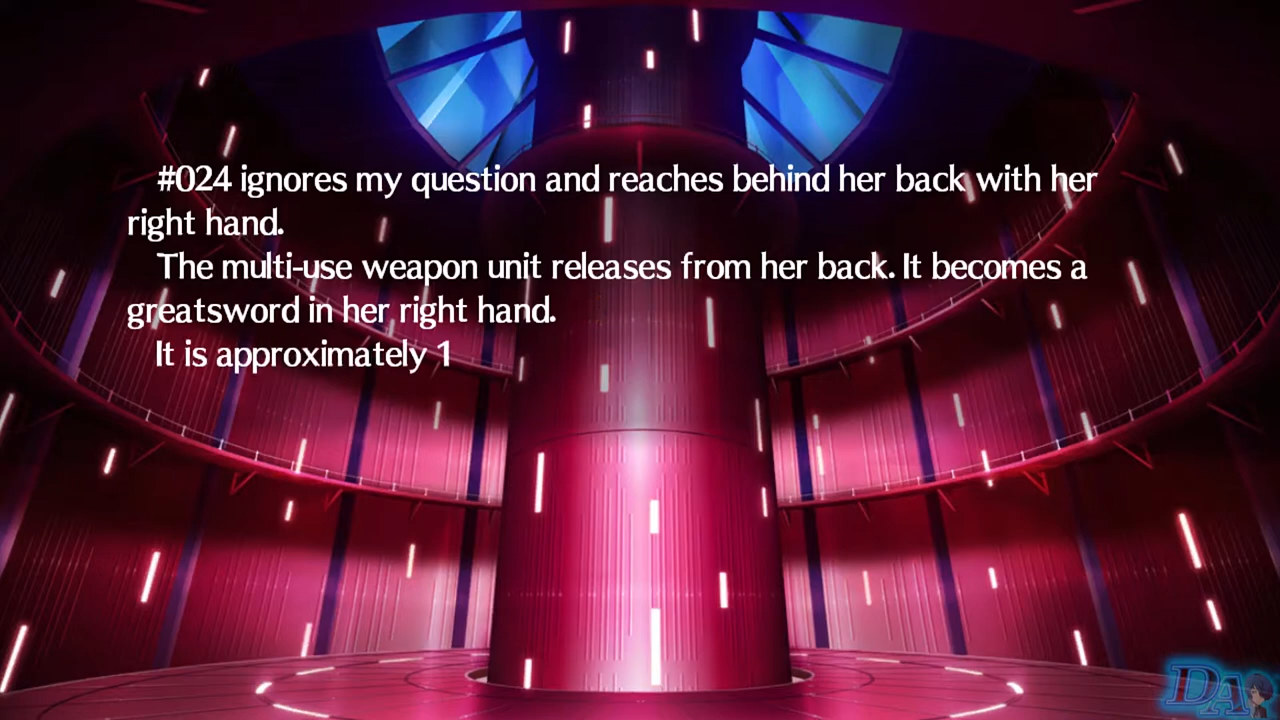 #024 ignores my question and reaches behind her back with her
right hand.
The multi-use weapon unit releases from her back. It becomes a
greatsword in her right hand.
It is approximately 1
DA